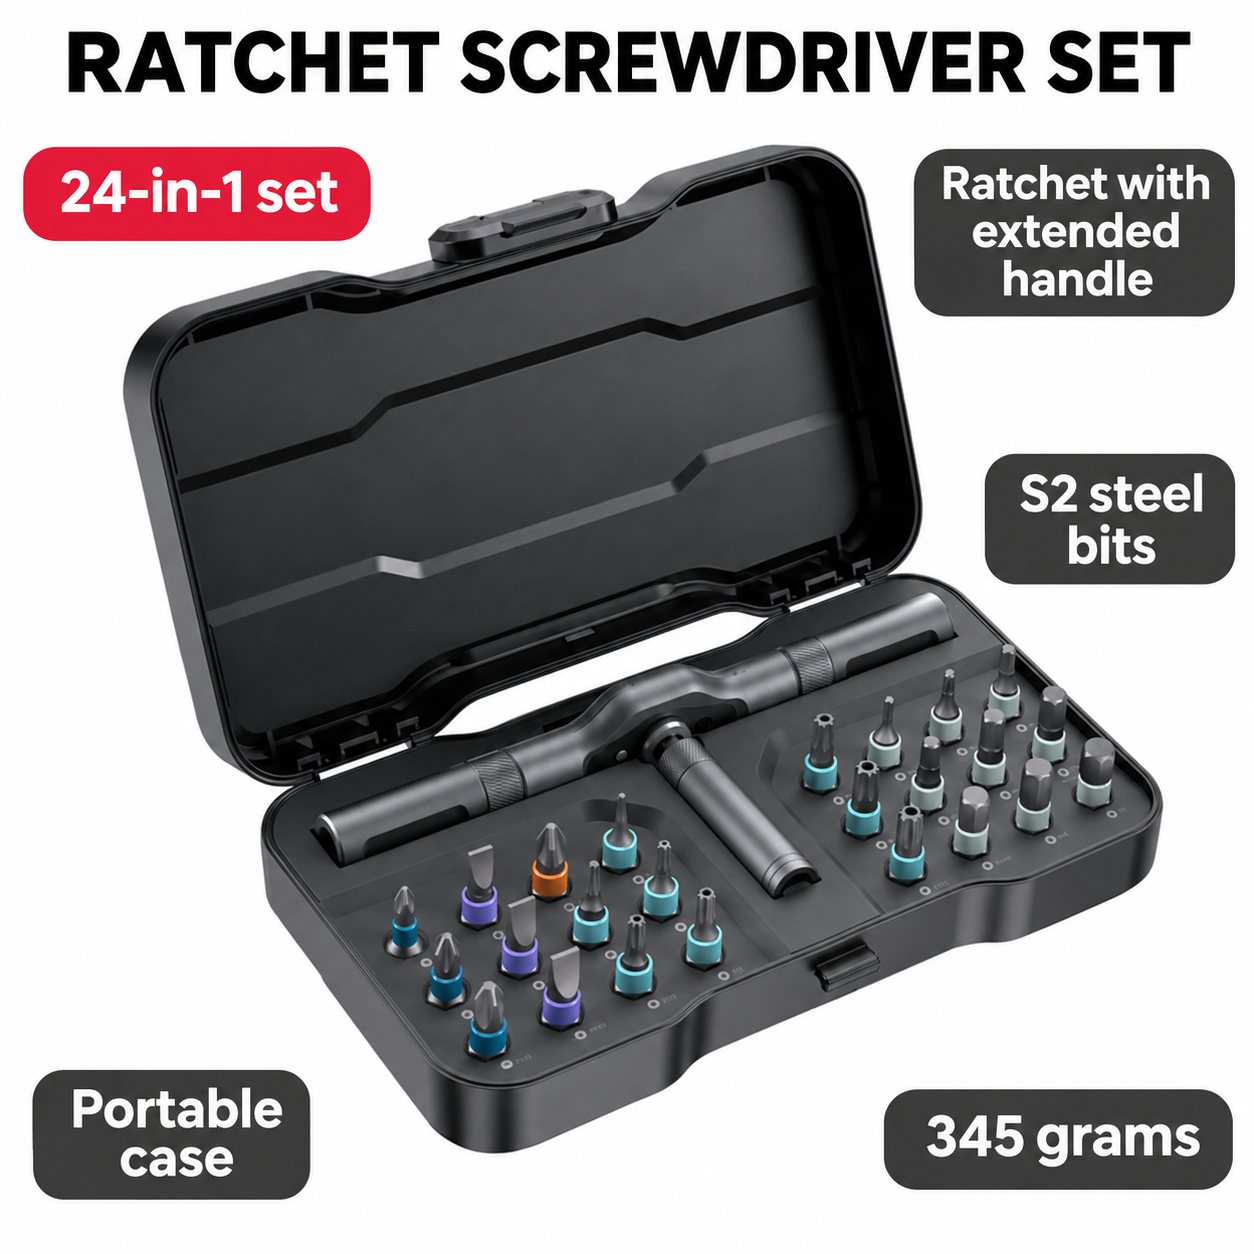 RATCHET SCREWDRIVER SET
24-in-1 set
Ratchet with
extended
handle
S2 steel
bits
Portable
case
345 grams